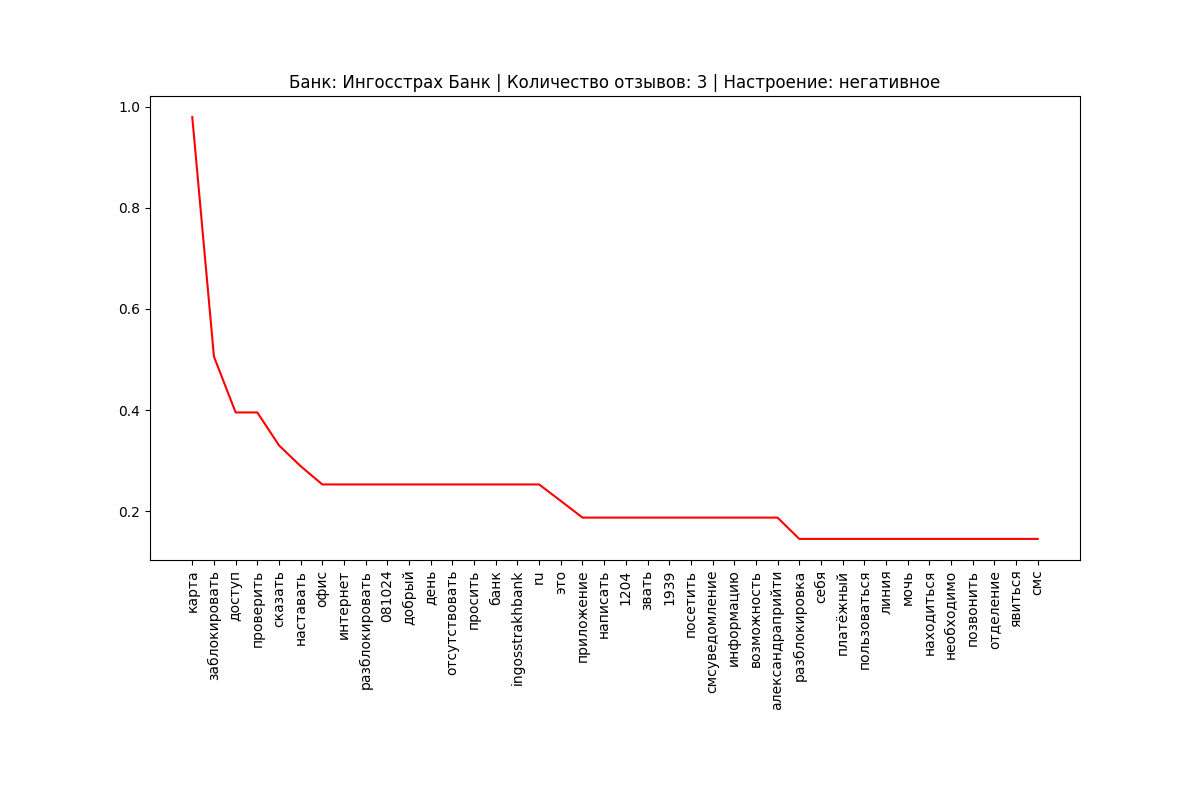 Банк: Ингосстрах Банк | Количество отзывов: 3 | Настроение: негативное
1.0
0.8
0.6
0.4
0.2
карта
заблокировать
доступ
проверить
сказать
наставать
офис
интернет
разблокировать
081024
добрый
день
отсутствовать
просить
банк
ingosstrakhbank
ru
это
приложение
написать
1204
звать
1939
посетить
смсуведомление
информацию
возможность
александраприйти
разблокировка
себя
платёжный
пользоваться
линия
мочь
находиться
необходимо
позвонить
отделение
явиться
смс